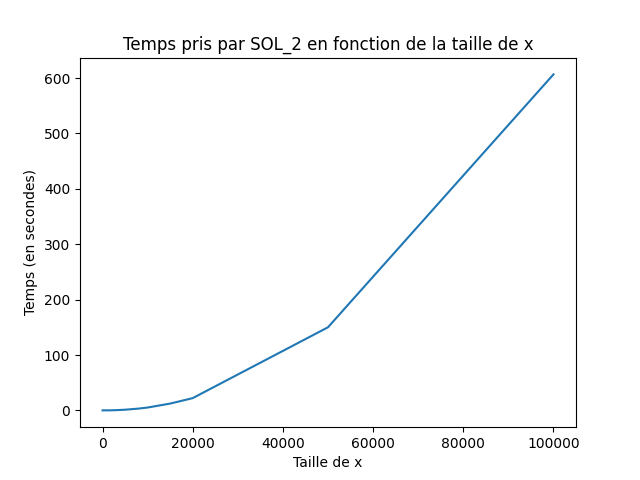 Temps pris par SOL_2 en fonction de la taille de x
600
500
400
300
200
100
0
Temps (en secondes)
0 20000 40000 60000 80000 100000
Taille de x